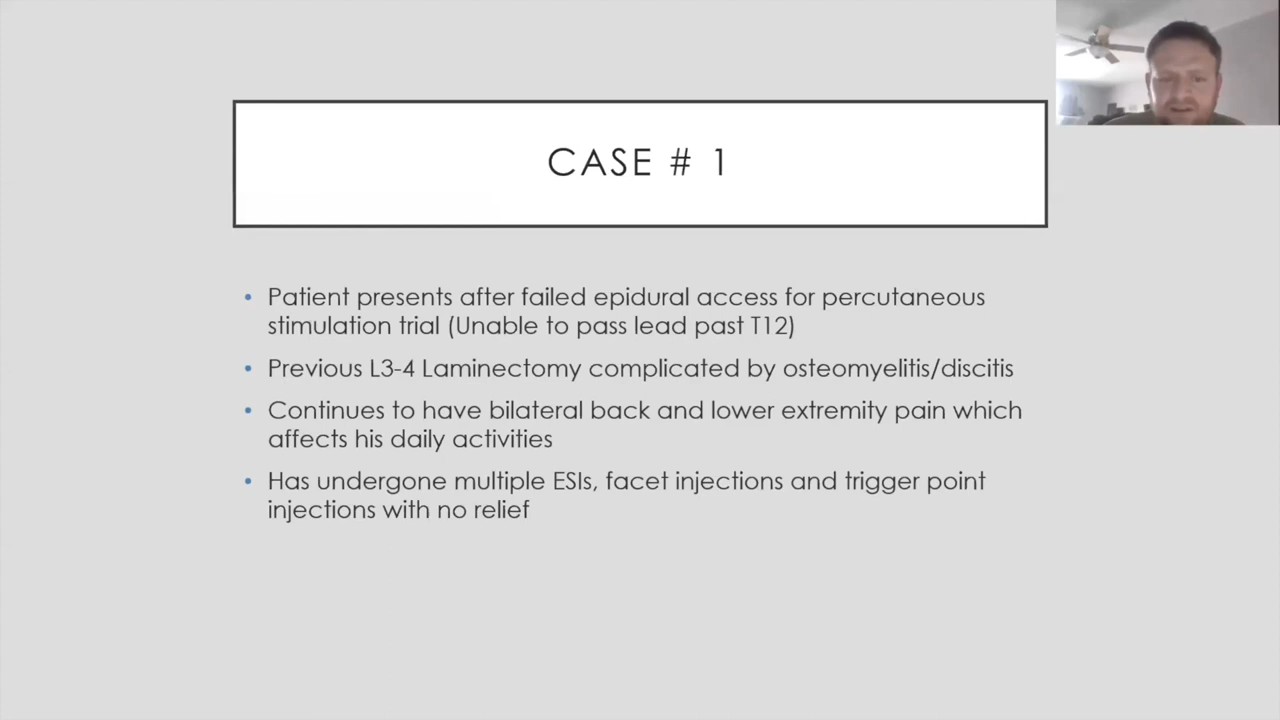 CASE # 1
• Patient presents after failed epidural access for percutaneous
stimulation trial (Unable to pass lead past T12)
• Previous L3-4 Laminectomy complicated by osteomyelitis/discitis
• Continues to have bilateral back and lower extremity pain which
affects his daily activities
• Has undergone multiple ESIs, facet injections and trigger point
injections with no relief